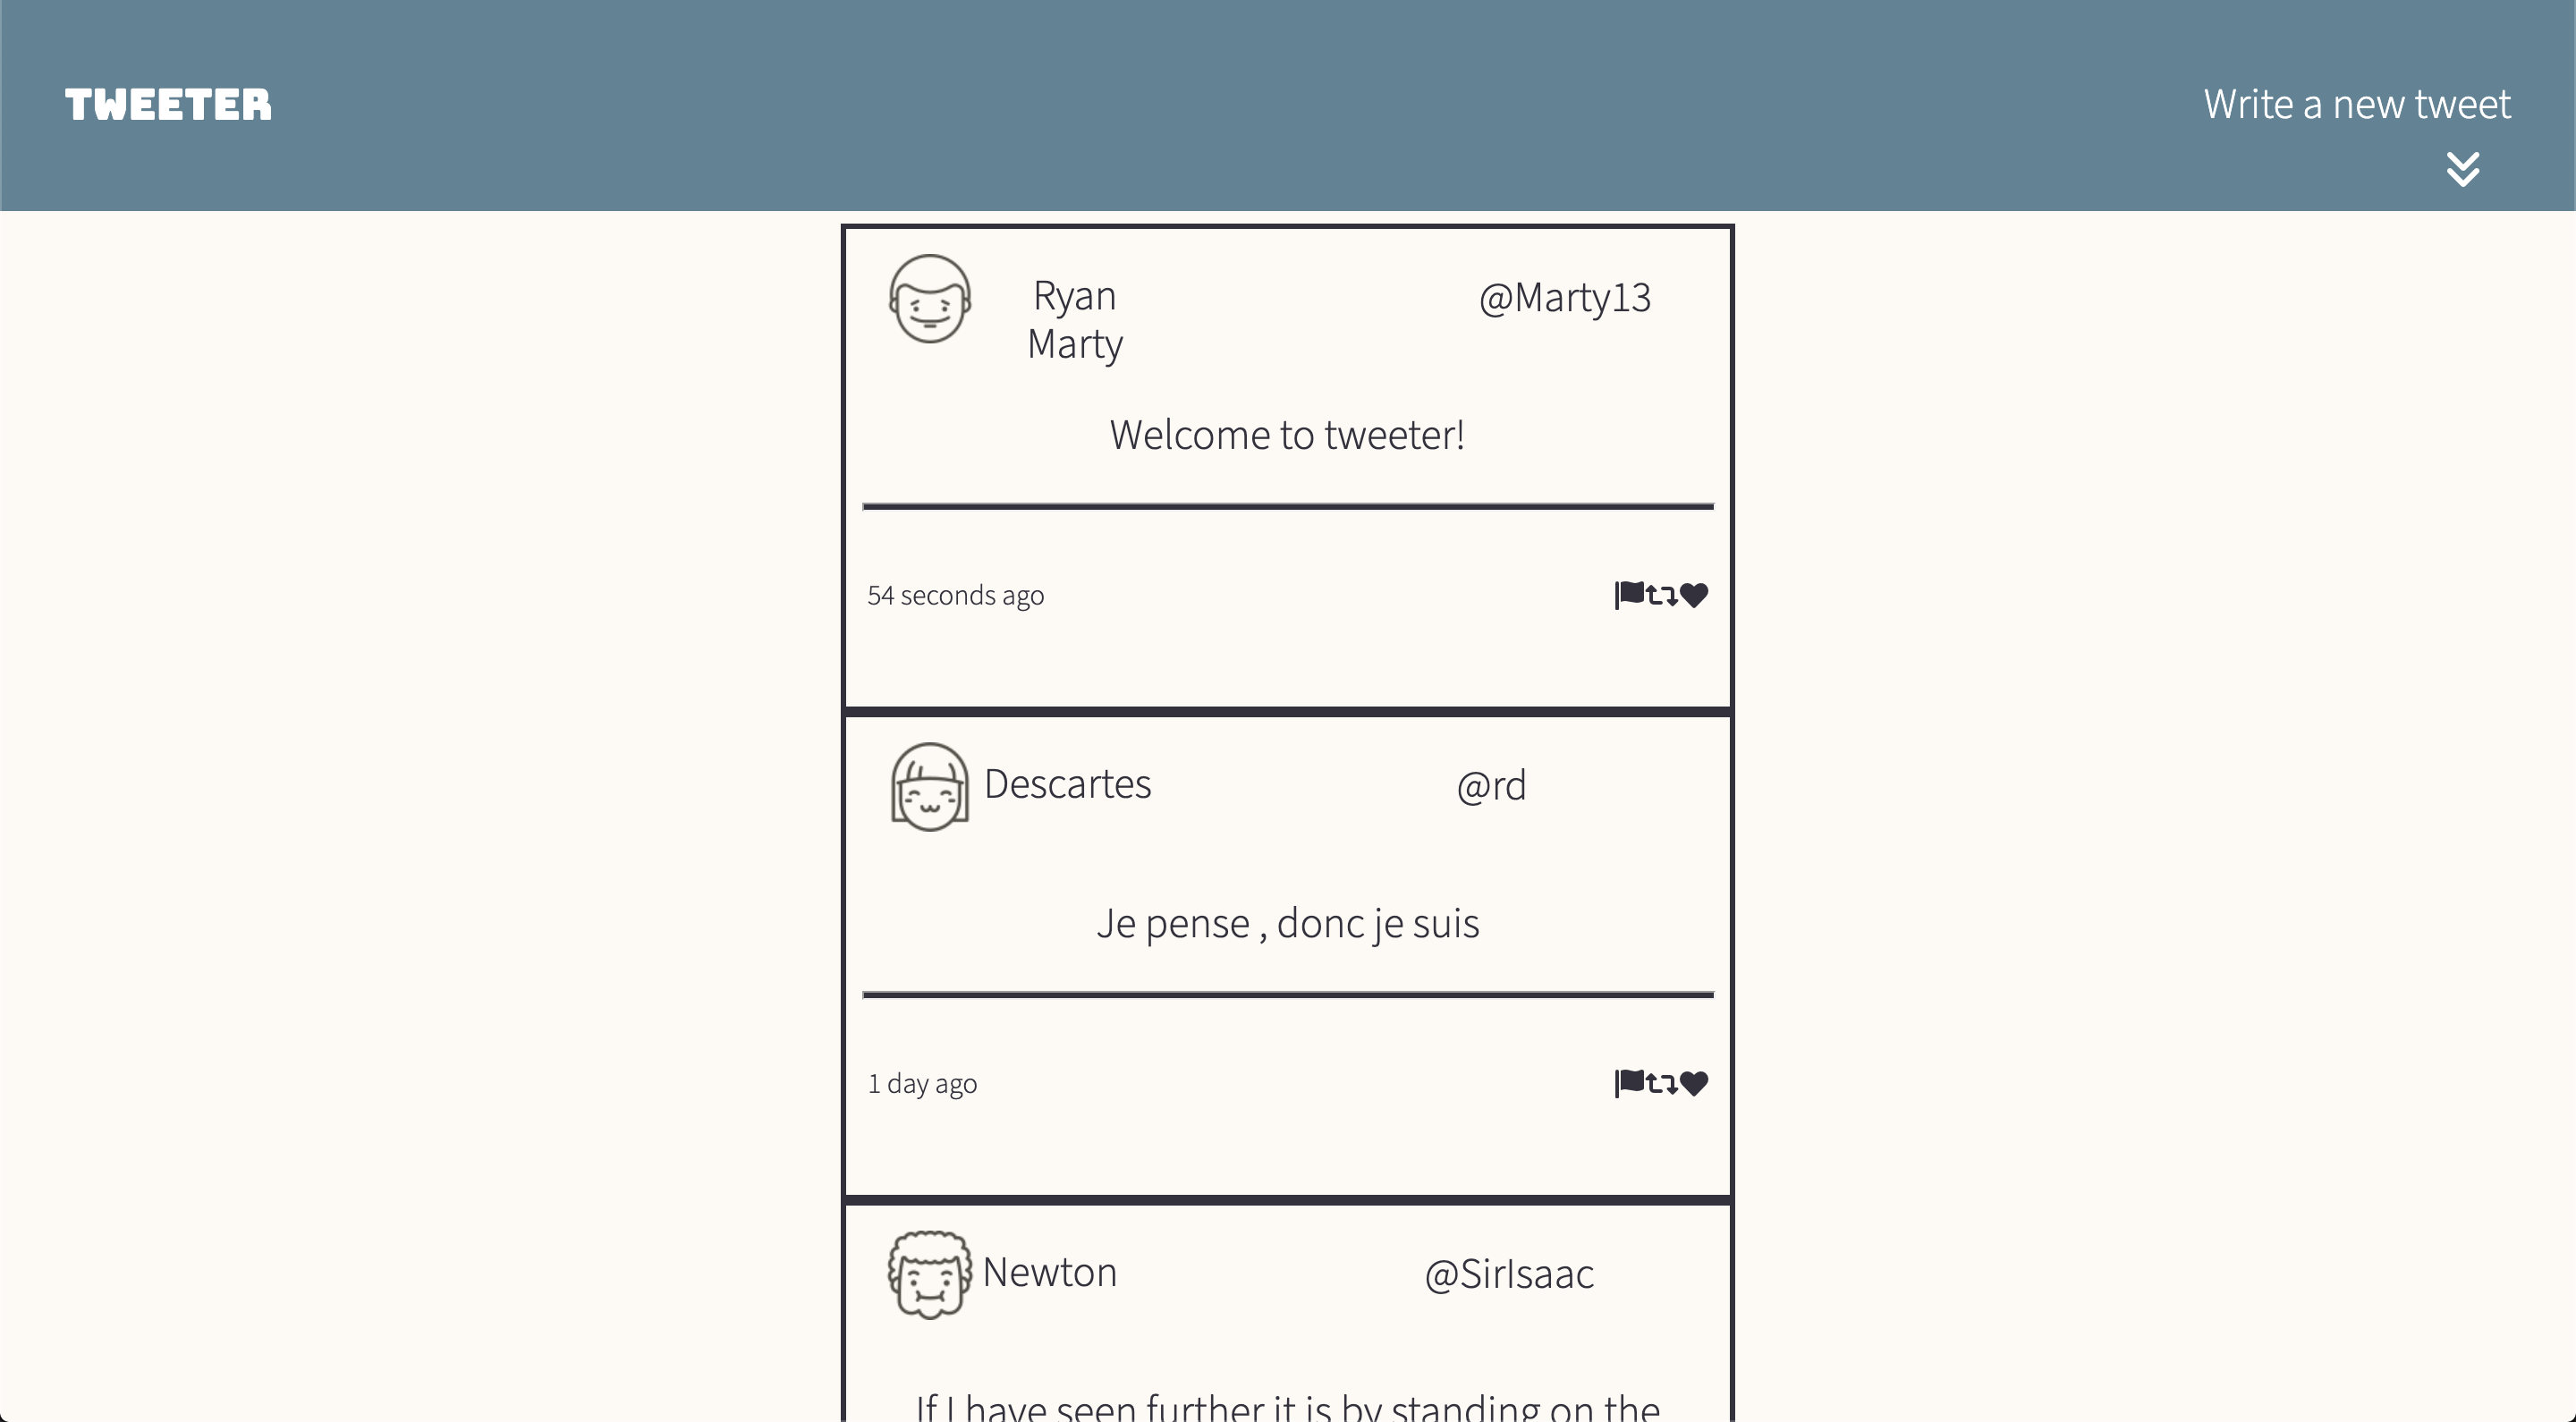 TWEETER
Write a new tweet
Ryan
Marty
@Marty13
Welcome to tweeter!
54 seconds ago
Descartes
@rd
Je pense , donc je suis
1 day ago
Newton
@SirIsaac
If I have seen further it is by standing on the